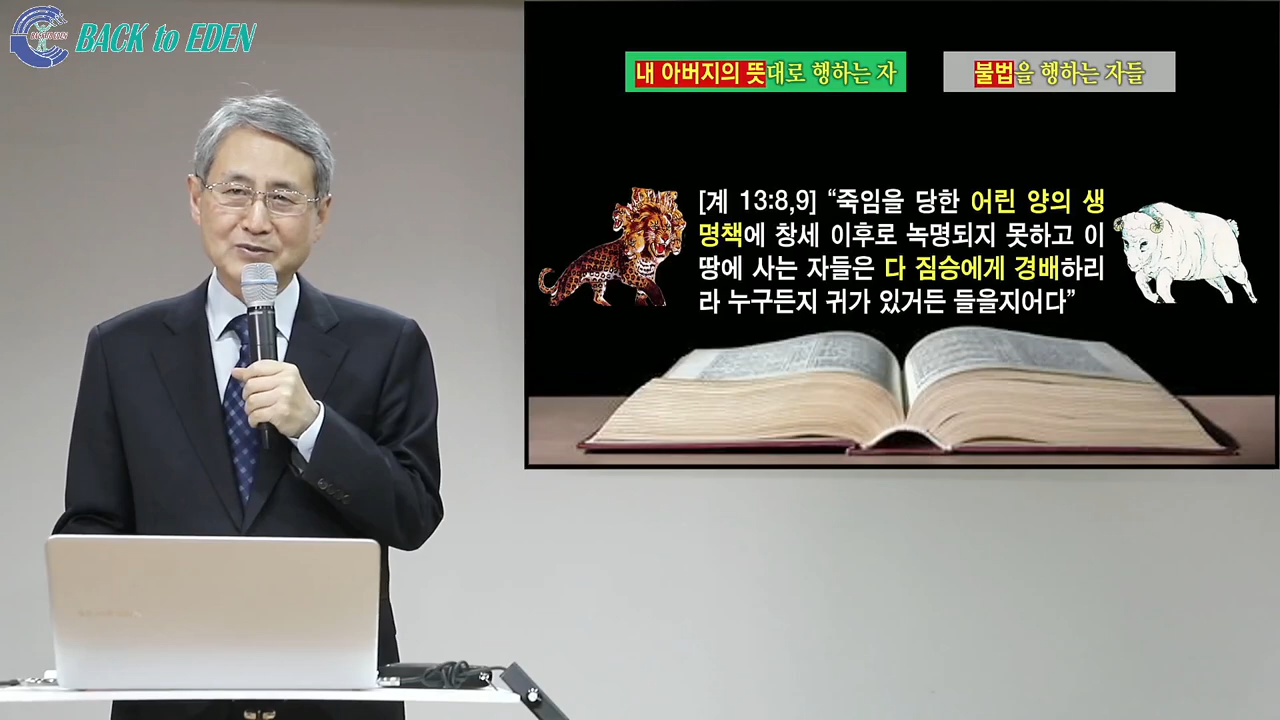 BACK to EDEN
내 아버지의 뜻대로 행하는 자
불법을 행하는 자들
[계 13:8,9] “죽임을 당한 어린 양의 생
명책에 창세 이후로 녹명되지 못하고 이
땅에 사는 자들은 다 짐승에게 경배하리
라 누구든지 귀가 있거든 들을지어다”